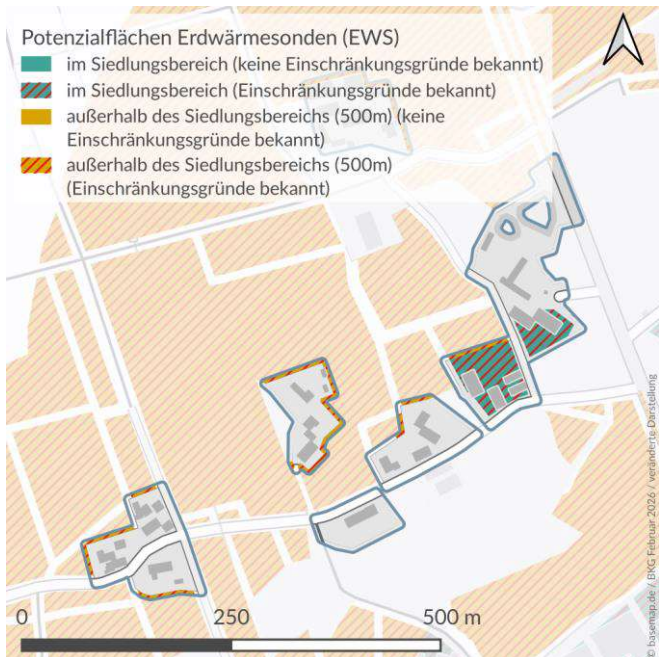 Potenzialflächen Erdwärmesonden (EWS)
im Siedlungsbereich (keine Einschränkungsgründe bekannt)
im Siedlungsbereich (Einschränkungsgründe bekannt)
außerhalb des Siedlungsbereichs (500m) (keine
Einschränkungsgründe bekannt)
außerhalb des Siedlungsbereichs (500m)
(Einschränkungsgründe bekannt)
© basemap.de / BKG Februar 2026 / veränderte Darstellung
0 250 500 m